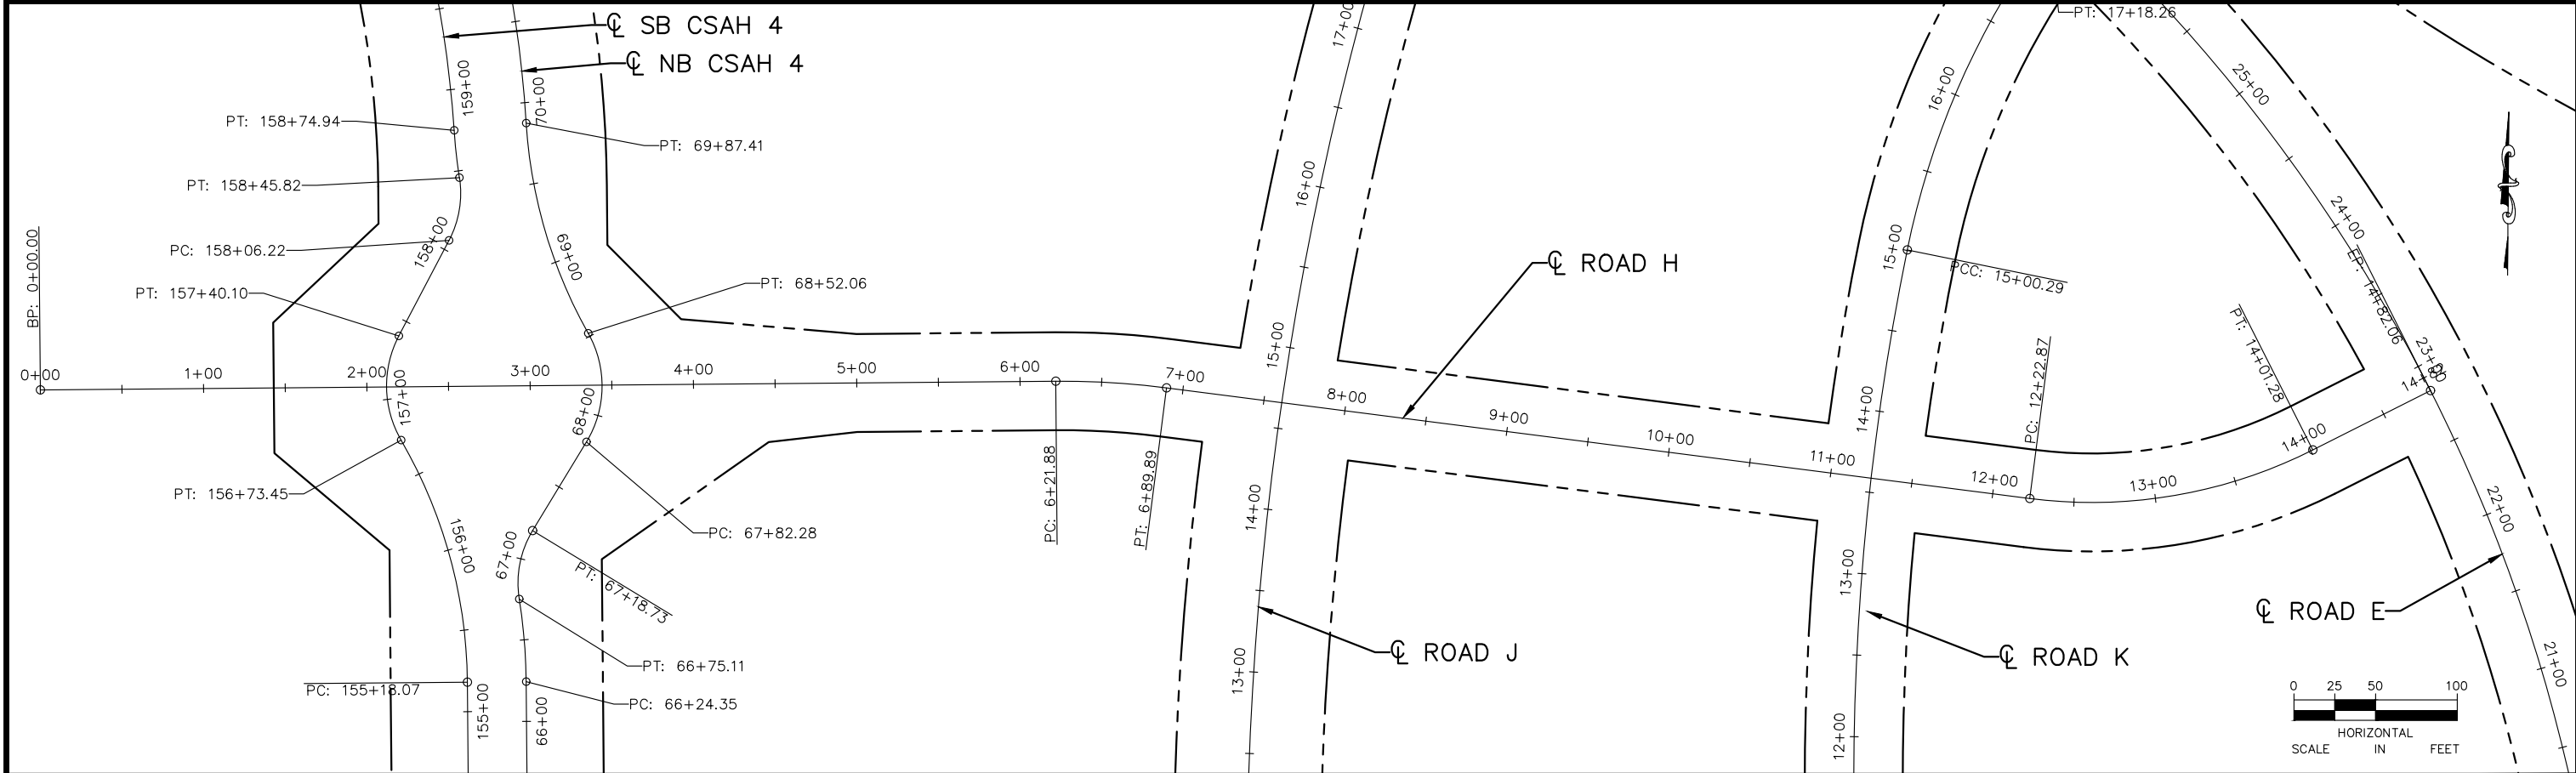 ℄ SB CSAH 4
℄ NB CSAH 4
159+00
70+00
PT: 158+74.94
PT: 69+87.41
PT: 158+45.82
PC: 158+06.22
158+00
69+00
PT: 157+40.10
PT: 68+52.06
BP: 0+00.00
0+00
1+00
2+00
3+00
4+00
5+00
6+00
7+00
8+00
9+00
10+00
11+00
12+00
13+00
14+00
14+82
157+00
68+00
PT: 156+73.45
PC: 67+82.28
156+00
67+00
PT: 67+18.73
PT: 66+75.11
PC: 155+18.07
PC: 66+24.35
155+00
66+00
PC: 6+21.88
PT: 6+89.89
17+00
16+00
15+00
14+00
13+00
℄ ROAD H
℄ ROAD J
PT: 17+18.26
16+00
15+00
PCC: 15+00.29
14+00
13+00
12+00
℄ ROAD K
PC: 12+22.87
PT: 14+01.28
EP: 14+82.06
25+00
24+00
23+00
22+00
21+00
℄ ROAD E
0 25 50 100
HORIZONTAL
SCALE IN FEET